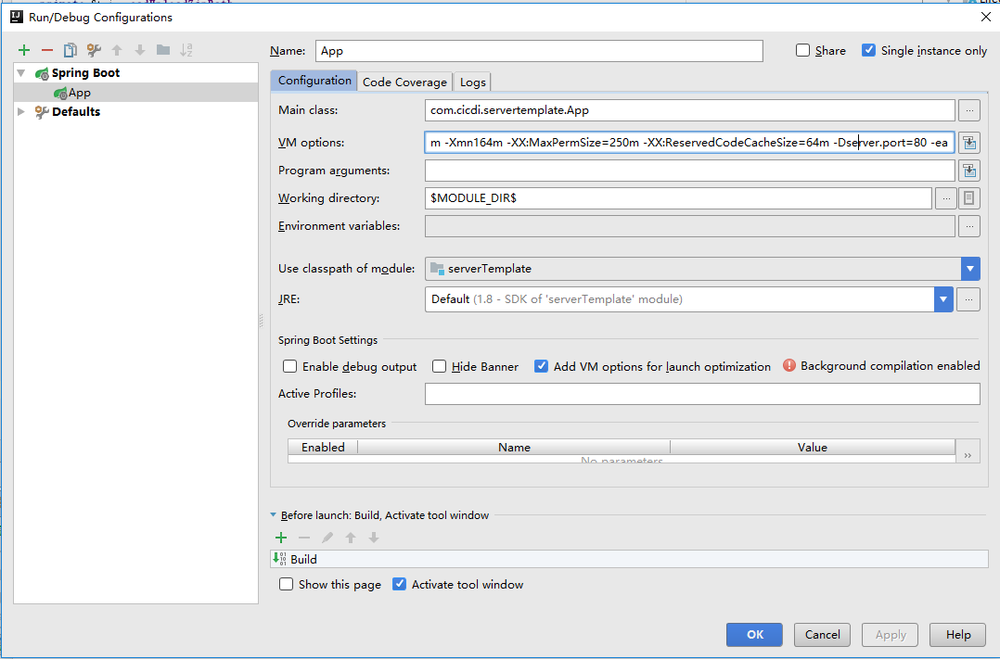 Run/Debug Configurations
Name: App Share Single instance only
Spring Boot
App
Defaults
Configuration Code Coverage Logs
Main class: com.cicdi.servertemplate.App
VM options: m -Xmn164m -XX:MaxPermSize=250m -XX:ReservedCodeCacheSize=64m -Dserver.port=80 -ea
Program arguments:
Working directory: $MODULE_DIR$
Environment variables:
Use classpath of module: serverTemplate
JRE: Default (1.8 - SDK of 'serverTemplate' module)
Spring Boot Settings
Enable debug output Hide Banner Add VM options for launch optimization Background compilation enabled
Active Profiles:
Override parameters
Enabled Name Value
No parameters
Before launch: Build, Activate tool window
Build
Show this page Activate tool window
OK Cancel Apply Help